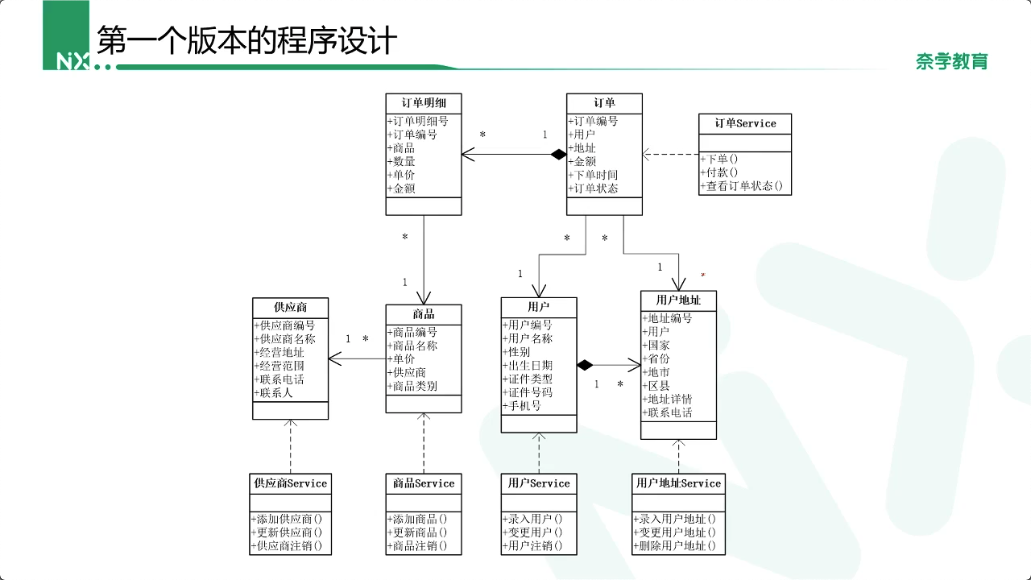 第一个版本的程序设计
NX
奈学教育
订单明细
+订单明细号
+订单编号
+商品
+数量
+单价
+金额
*
1
订单
+订单编号
+用户
+地址
+金额
+下单时间
+订单状态
订单Service
+下单()
+付款()
+查看订单状态()
*
1
*
1
*
1
供应商
+供应商编号
+供应商名称
+经营地址
+经营范围
+联系电话
+联系人
1
*
商品
+商品编号
+商品名称
+单价
+供应商
+商品类别
用户
+用户编号
+用户名称
+性别
+出生日期
+证件类型
+证件号码
+手机号
1
*
用户地址
+地址编号
+用户
+国家
+省份
+地市
+区县
+地址详情
+联系电话
供应商Service
+添加供应商()
+更新供应商()
+供应商注销()
商品Service
+添加商品()
+更新商品()
+商品注销()
用户Service
+录入用户()
+变更用户()
+用户注销()
用户地址Service
+录入用户地址()
+变更用户地址()
+删除用户地址()